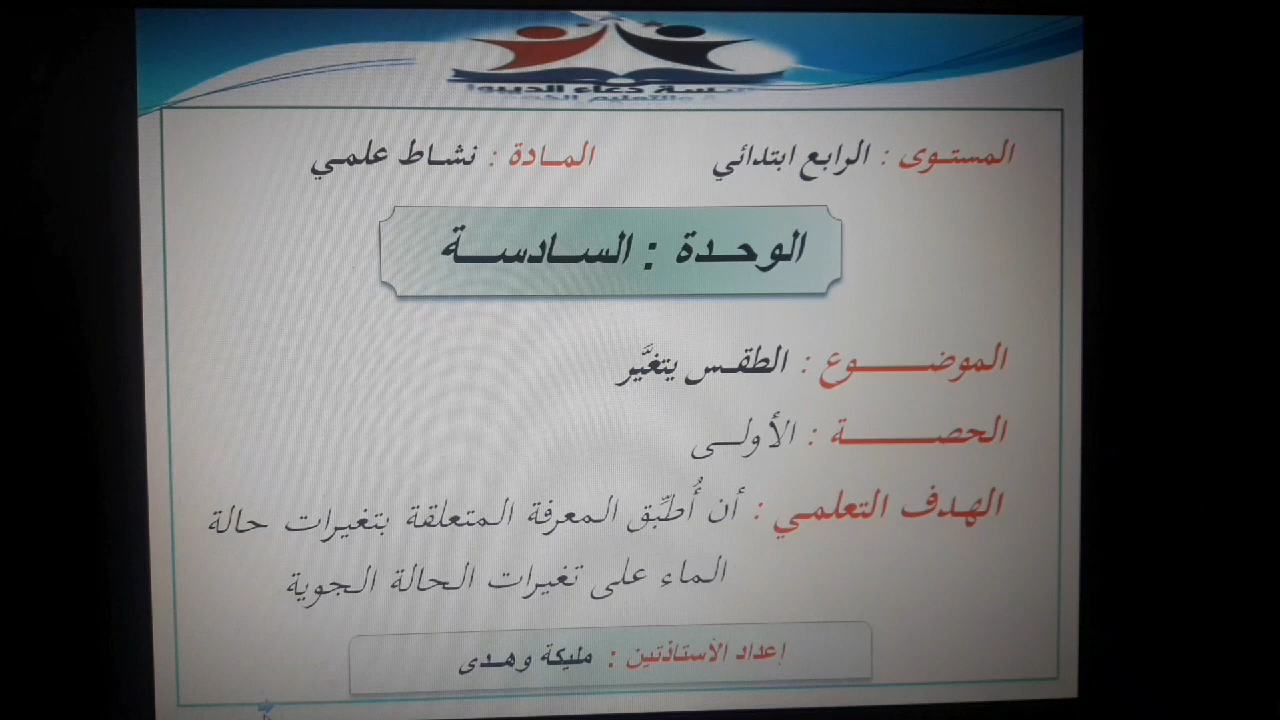 المستوى : الرابع ابتدائي المادة : نشاط علمي
الوحدة : السادسة
الموضوع : الطقس يتغيَّر
الحصة : الأولى
الهدف التعلمي : أن أُطبِّق المعرفة المتعلقة بتغيرات حالة
الماء على تغيرات الحالة الجوية
إعداد الأستاذتين : مليكة وهدى